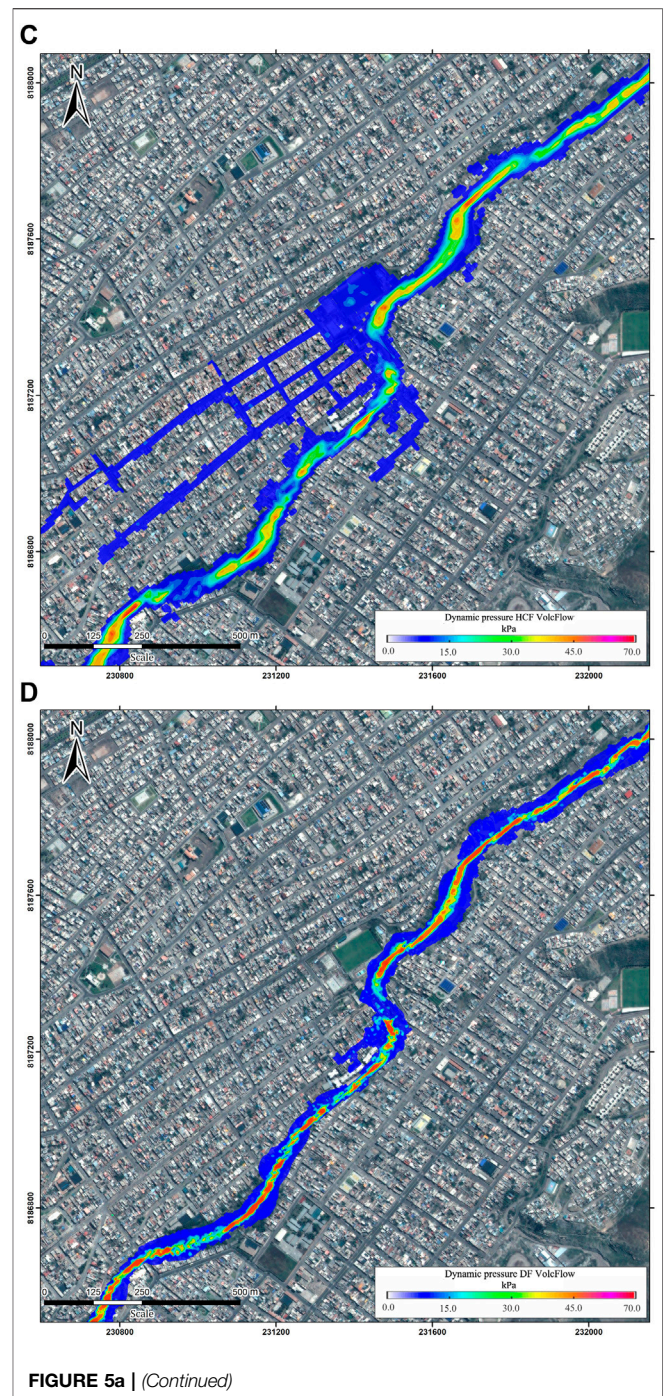 C
N
8188000
8187600
8187200
8186800
0 125 250 500 m
Scale
Dynamic pressure HCF VolcFlow
kPa
0.0 15.0 30.0 45.0 70.0
230800 231200 231600 232000
D
N
8188000
8187600
8187200
8186800
0 125 250 500 m
Scale
Dynamic pressure DF VolcFlow
kPa
0.0 15.0 30.0 45.0 70.0
230800 231200 231600 232000
FIGURE 5a | (Continued)